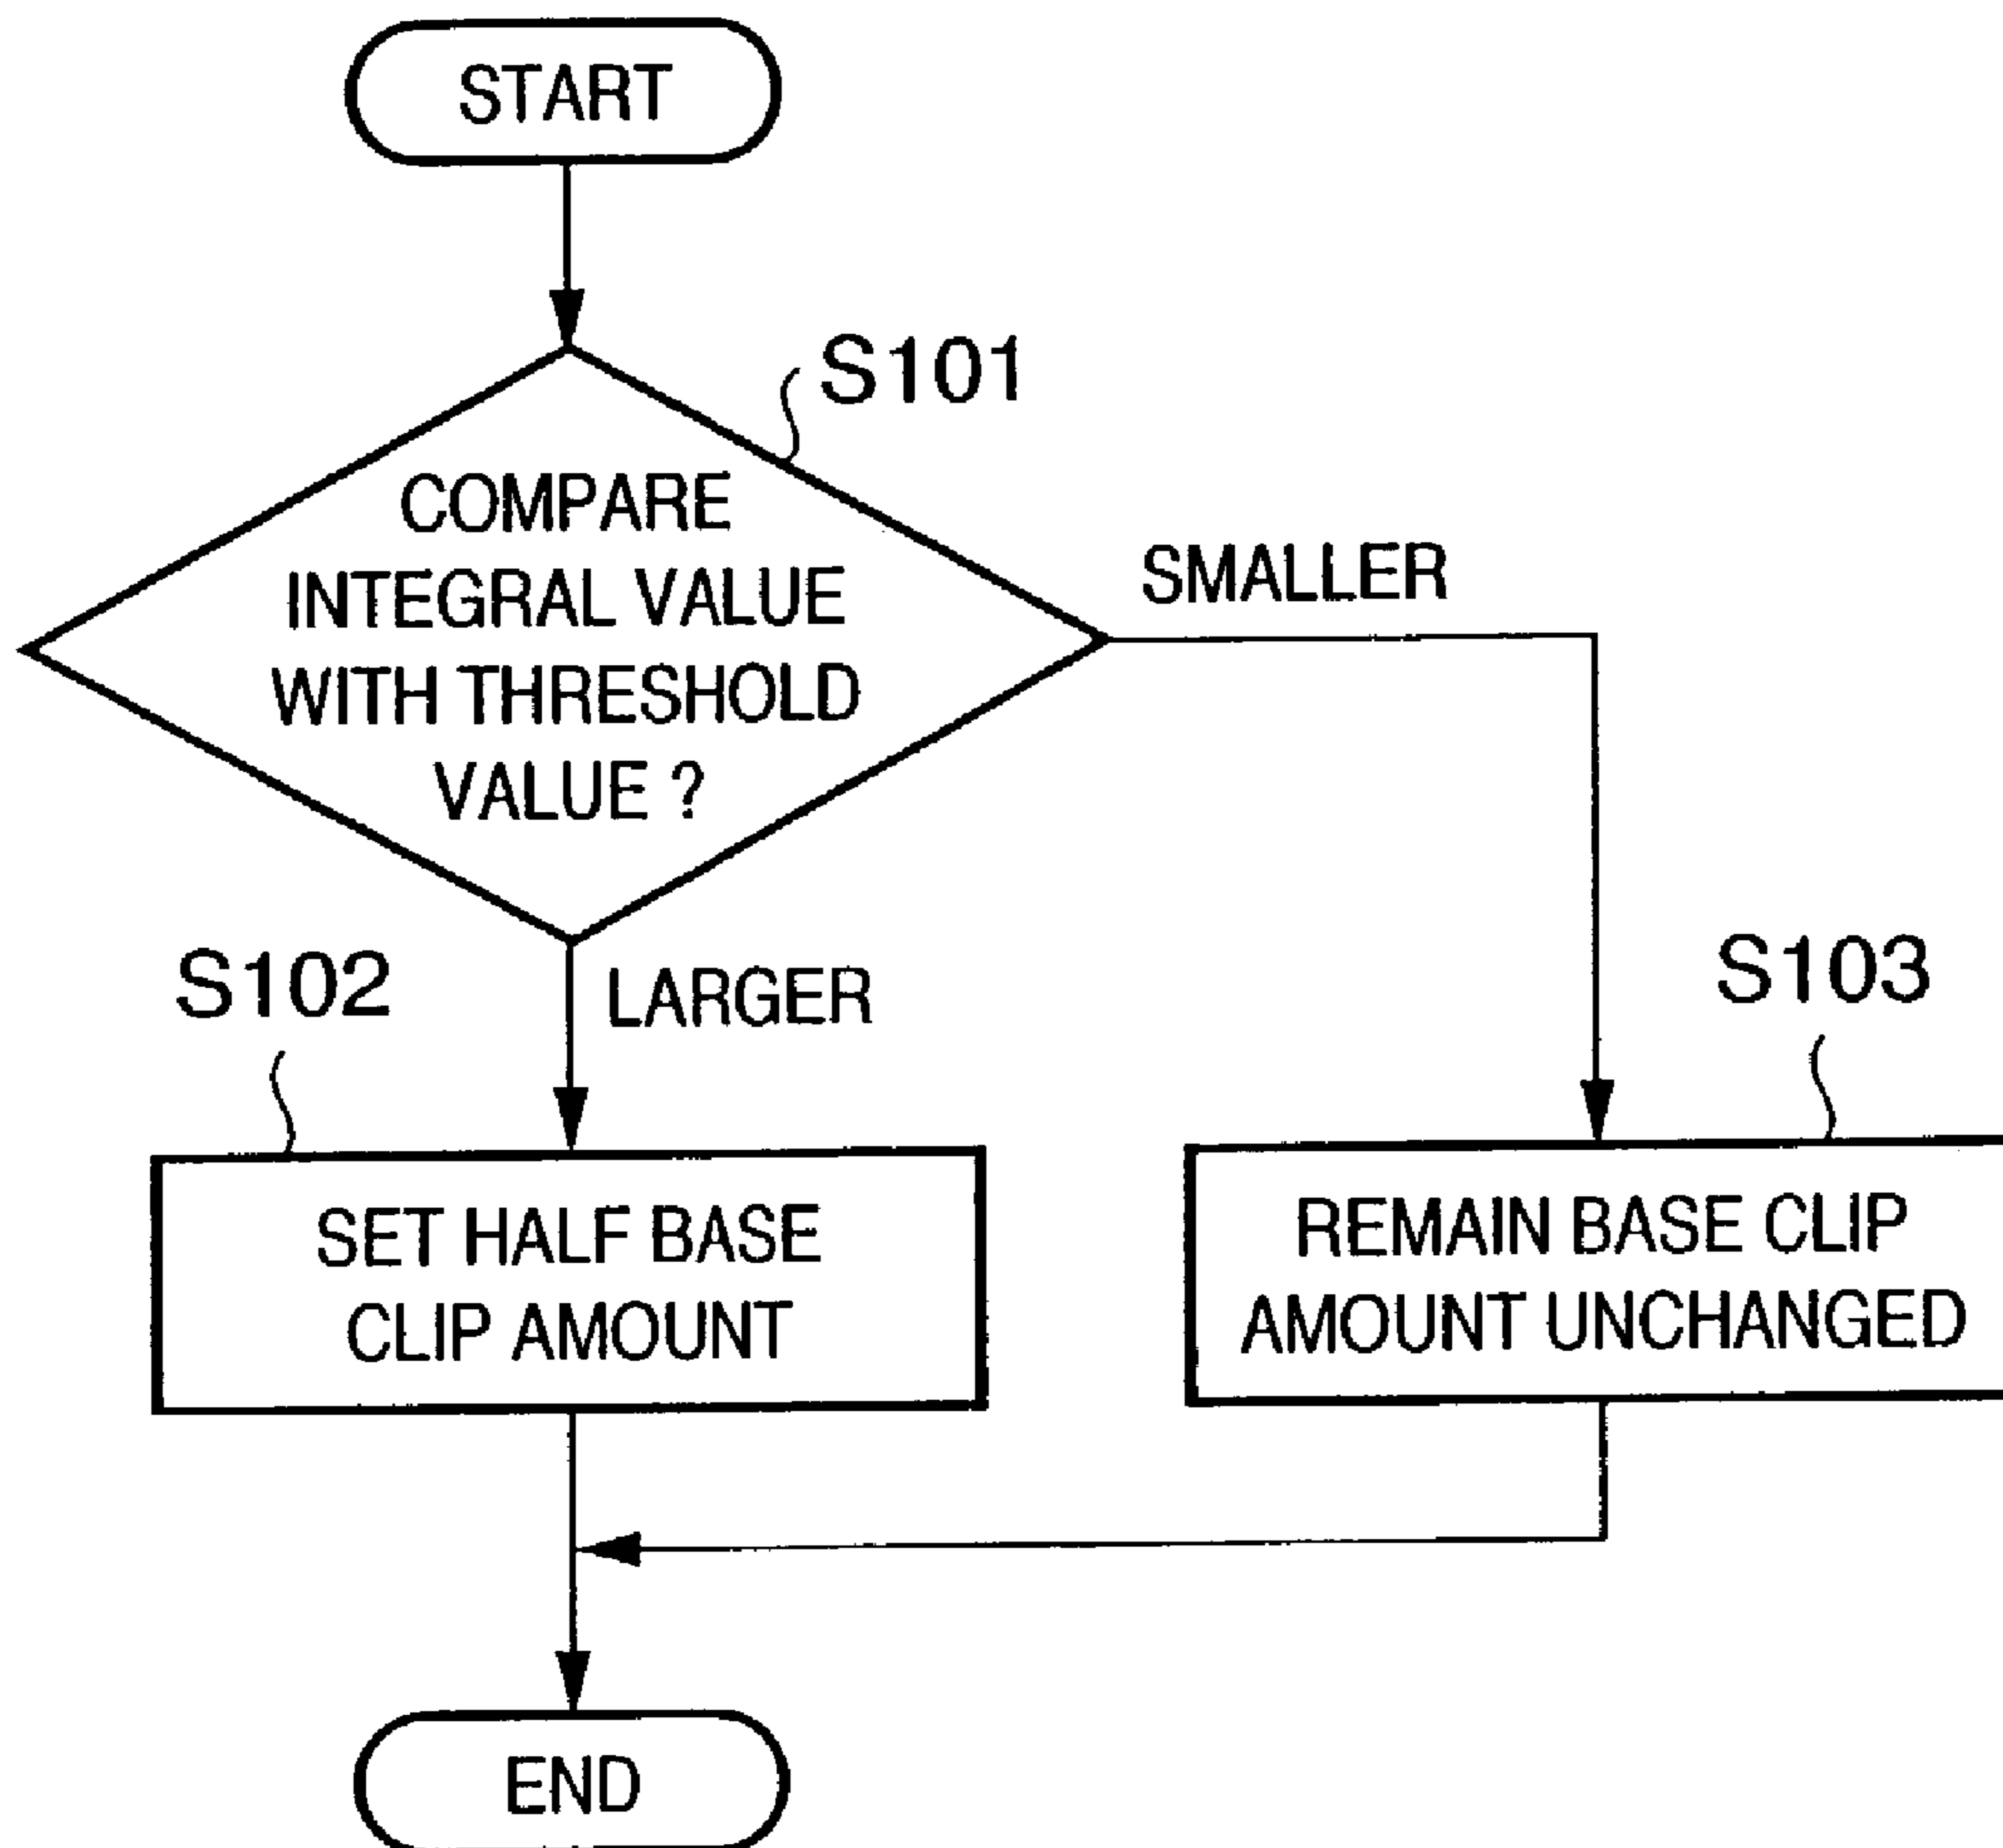 START
S101
COMPARE
INTEGRAL VALUE
WITH THRESHOLD
VALUE ?
SMALLER
LARGER
S102
SET HALF BASE
CLIP AMOUNT
S103
REMAIN BASE CLIP
AMOUNT UNCHANGED
END